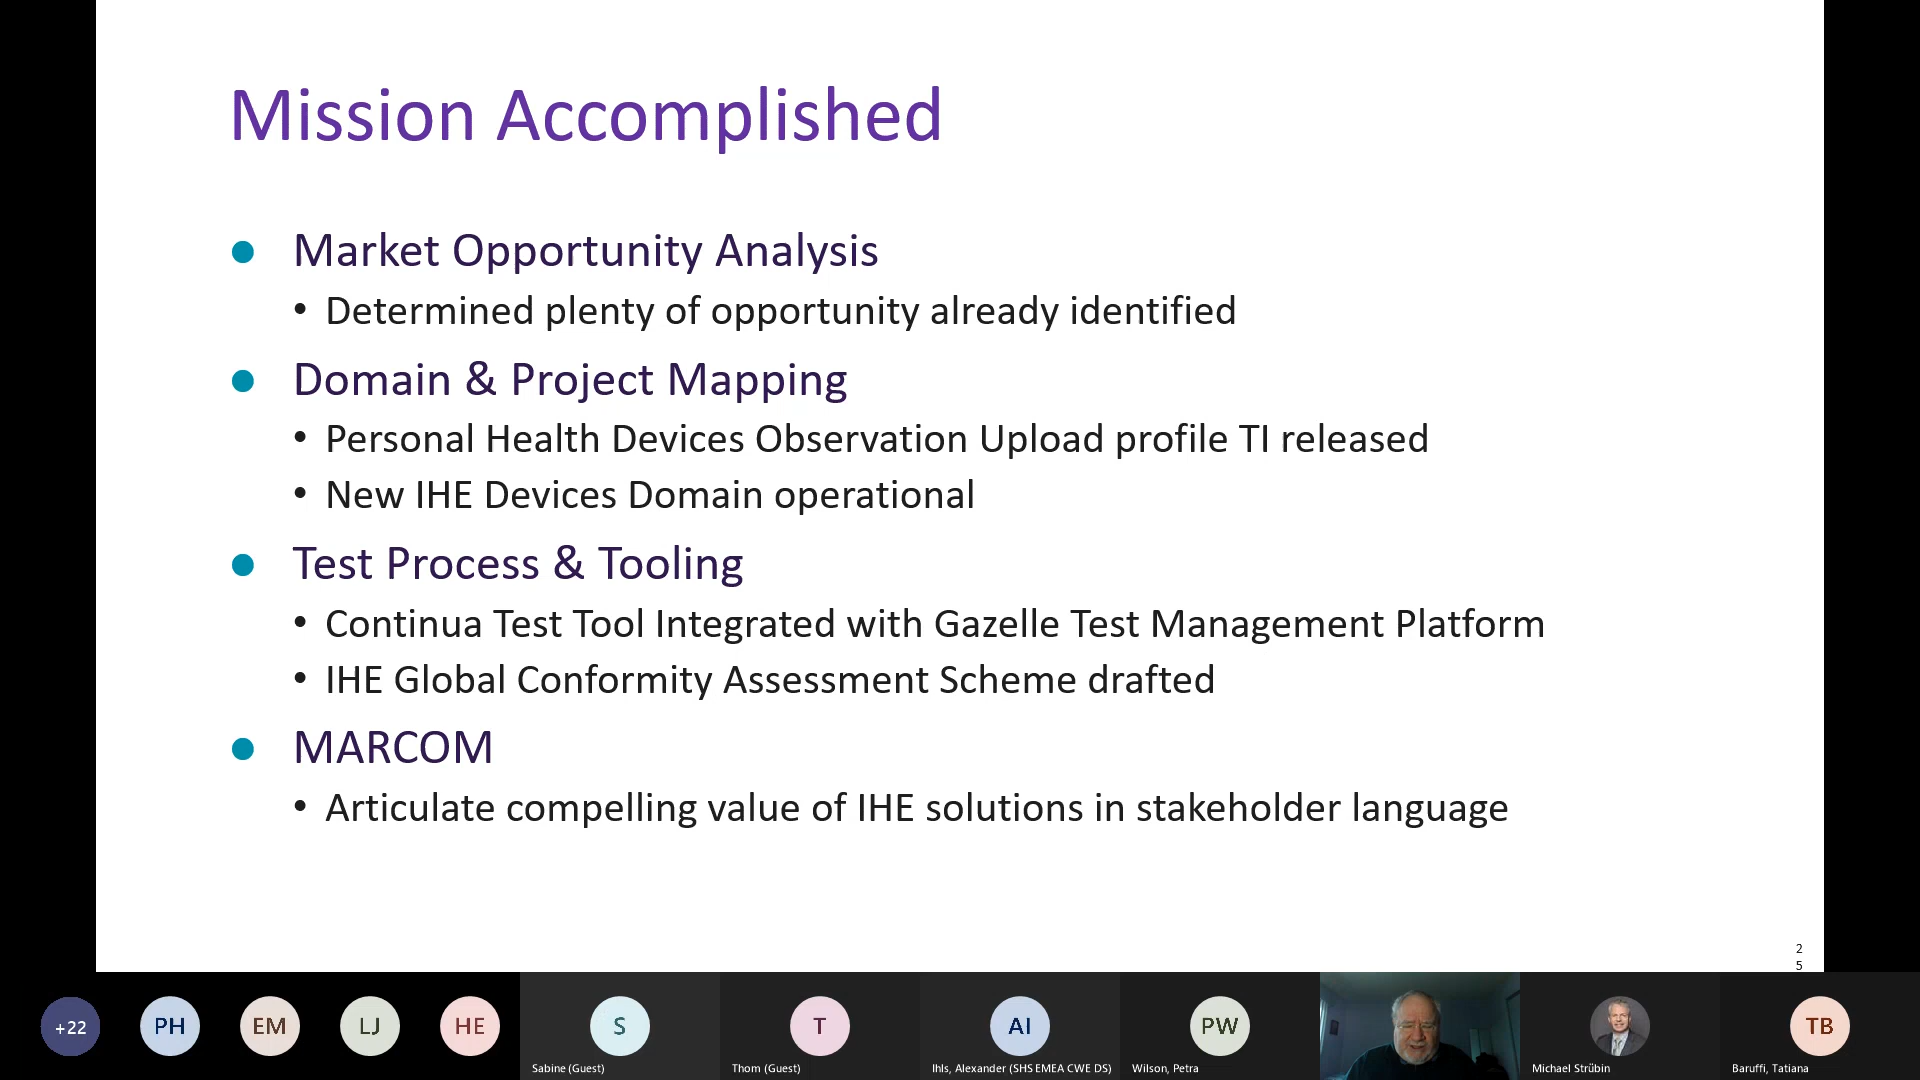 Mission Accomplished
Market Opportunity Analysis
• Determined plenty of opportunity already identified
Domain & Project Mapping
• Personal Health Devices Observation Upload profile TI released
• New IHE Devices Domain operational
Test Process & Tooling
• Continua Test Tool Integrated with Gazelle Test Management Platform
• IHE Global Conformity Assessment Scheme drafted
MARCOM
• Articulate compelling value of IHE solutions in stakeholder language
2
5
+22
PH
EM
LJ
HE
S
Sabine (Guest)
T
Thom (Guest)
AI
Ihls, Alexander (SHS EMEA CWE DS)
PW
Wilson, Petra
Michael Strübin
TB
Baruffi, Tatiana